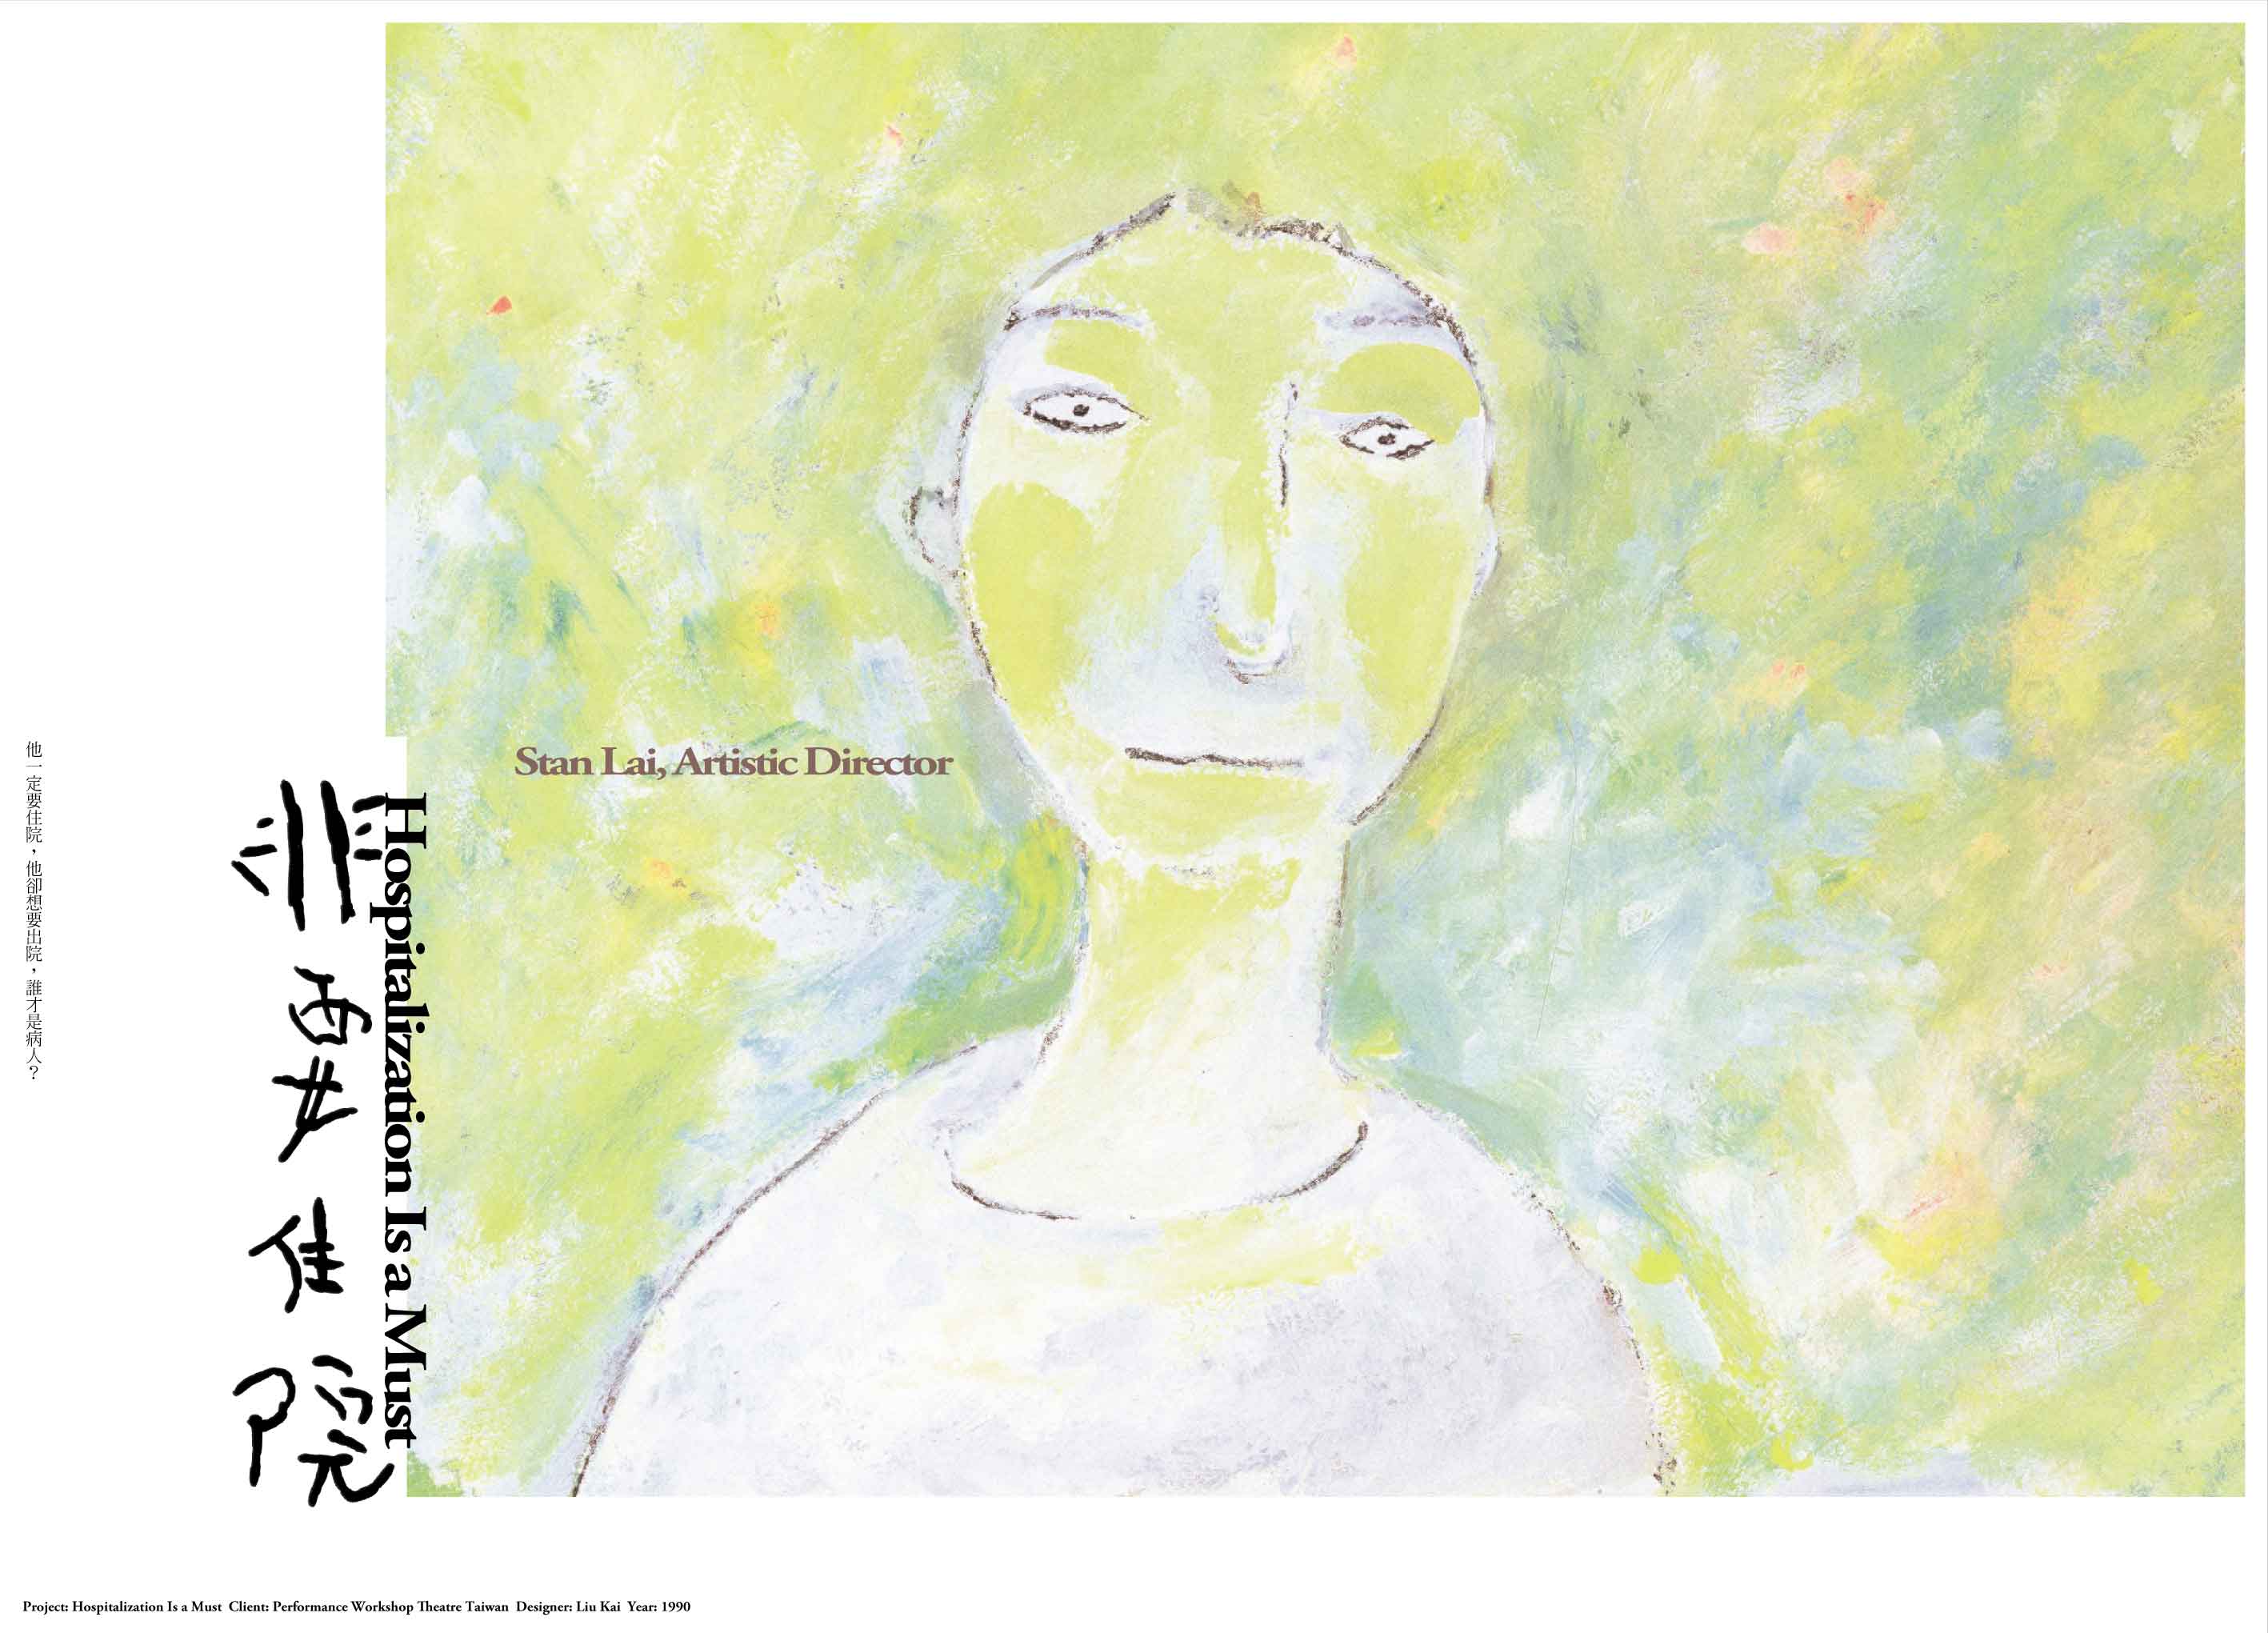 他一定要住院，他卻想要出院，誰才是病人？
非要住院
Hospitalization Is a Must
Stan Lai, Artistic Director
Project: Hospitalization Is a Must Client: Performance Workshop Theatre Taiwan Designer: Liu Kai Year: 1990